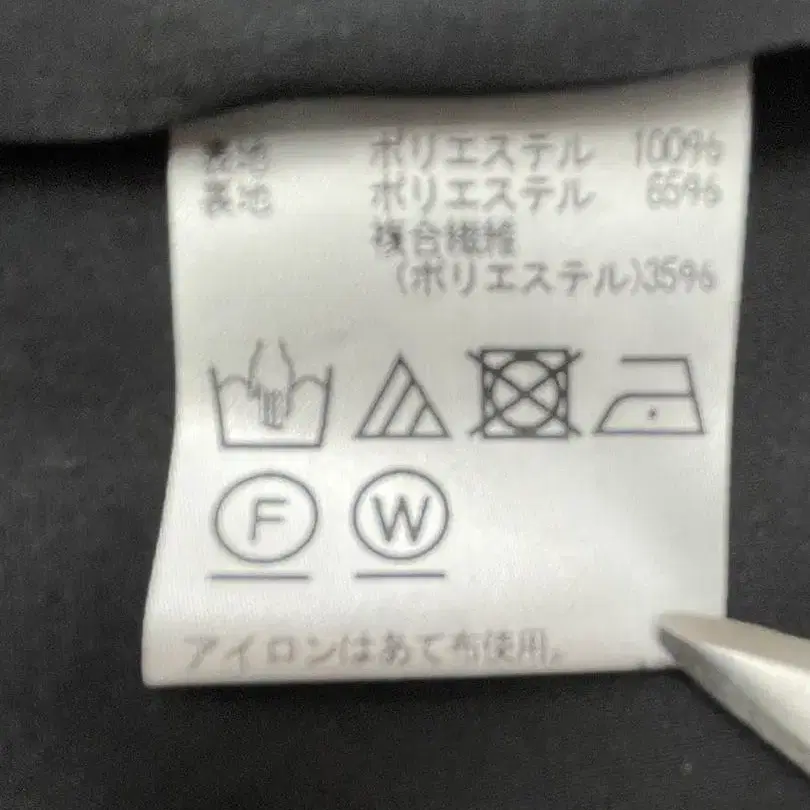 表地 ポリエステル 100%
表地 ポリエステル 65%
複合繊維
(ポリエステル)35%
F W
アイロンはあて布使用。